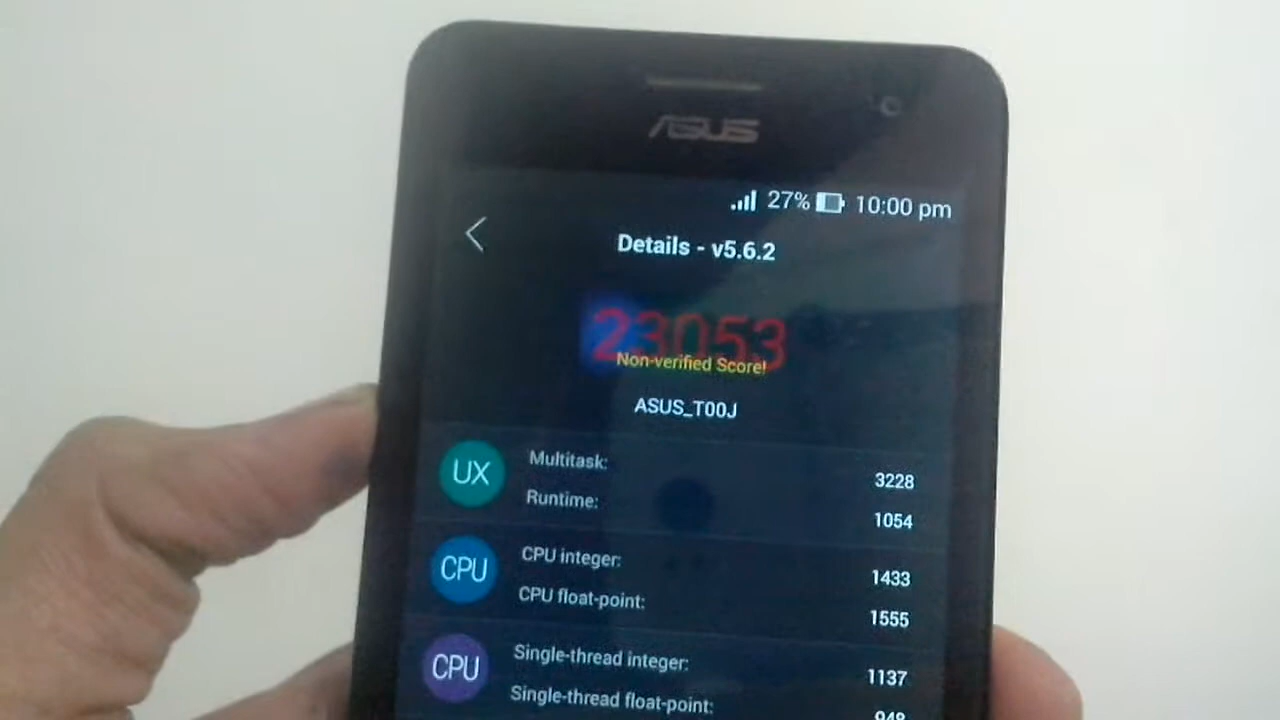 ASUS
27% 10:00 pm
Details - v5.6.2
23053
Non-verified Score!
ASUS_T00J
UX Multitask: 3228
Runtime: 1054
CPU CPU integer: 1433
CPU float-point: 1555
CPU Single-thread integer: 1137
Single-thread float-point: 948